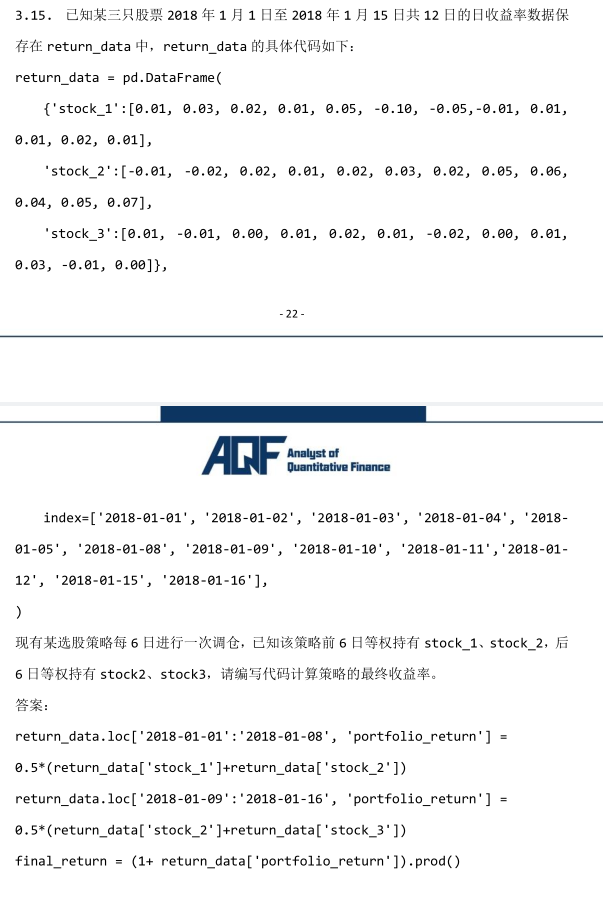 3.15. 已知某三只股票 2018 年 1 月 1 日至 2018 年 1 月 15 日共 12 日的日收益率数据保
存在 return_data 中，return_data 的具体代码如下：
return_data = pd.DataFrame(
{'stock_1':[0.01, 0.03, 0.02, 0.01, 0.05, -0.10, -0.05,-0.01, 0.01,
0.01, 0.02, 0.01],
'stock_2':[-0.01, -0.02, 0.02, 0.01, 0.02, 0.03, 0.02, 0.05, 0.06,
0.04, 0.05, 0.07],
'stock_3':[0.01, -0.01, 0.00, 0.01, 0.02, 0.01, -0.02, 0.00, 0.01,
0.03, -0.01, 0.00]},
-22-
AQF Analyst of
Quantitative Finance
index=['2018-01-01', '2018-01-02', '2018-01-03', '2018-01-04', '2018-
01-05', '2018-01-08', '2018-01-09', '2018-01-10', '2018-01-11','2018-01-
12', '2018-01-15', '2018-01-16'],
)
现有某选股策略每 6 日进行一次调仓，已知该策略前 6 日等权持有 stock_1、stock_2，后
6 日等权持有 stock2、stock3，请编写代码计算策略的最终收益率。
答案：
return_data.loc['2018-01-01':'2018-01-08', 'portfolio_return'] =
0.5*(return_data['stock_1']+return_data['stock_2'])
return_data.loc['2018-01-09':'2018-01-16', 'portfolio_return'] =
0.5*(return_data['stock_2']+return_data['stock_3'])
final_return = (1+ return_data['portfolio_return']).prod()